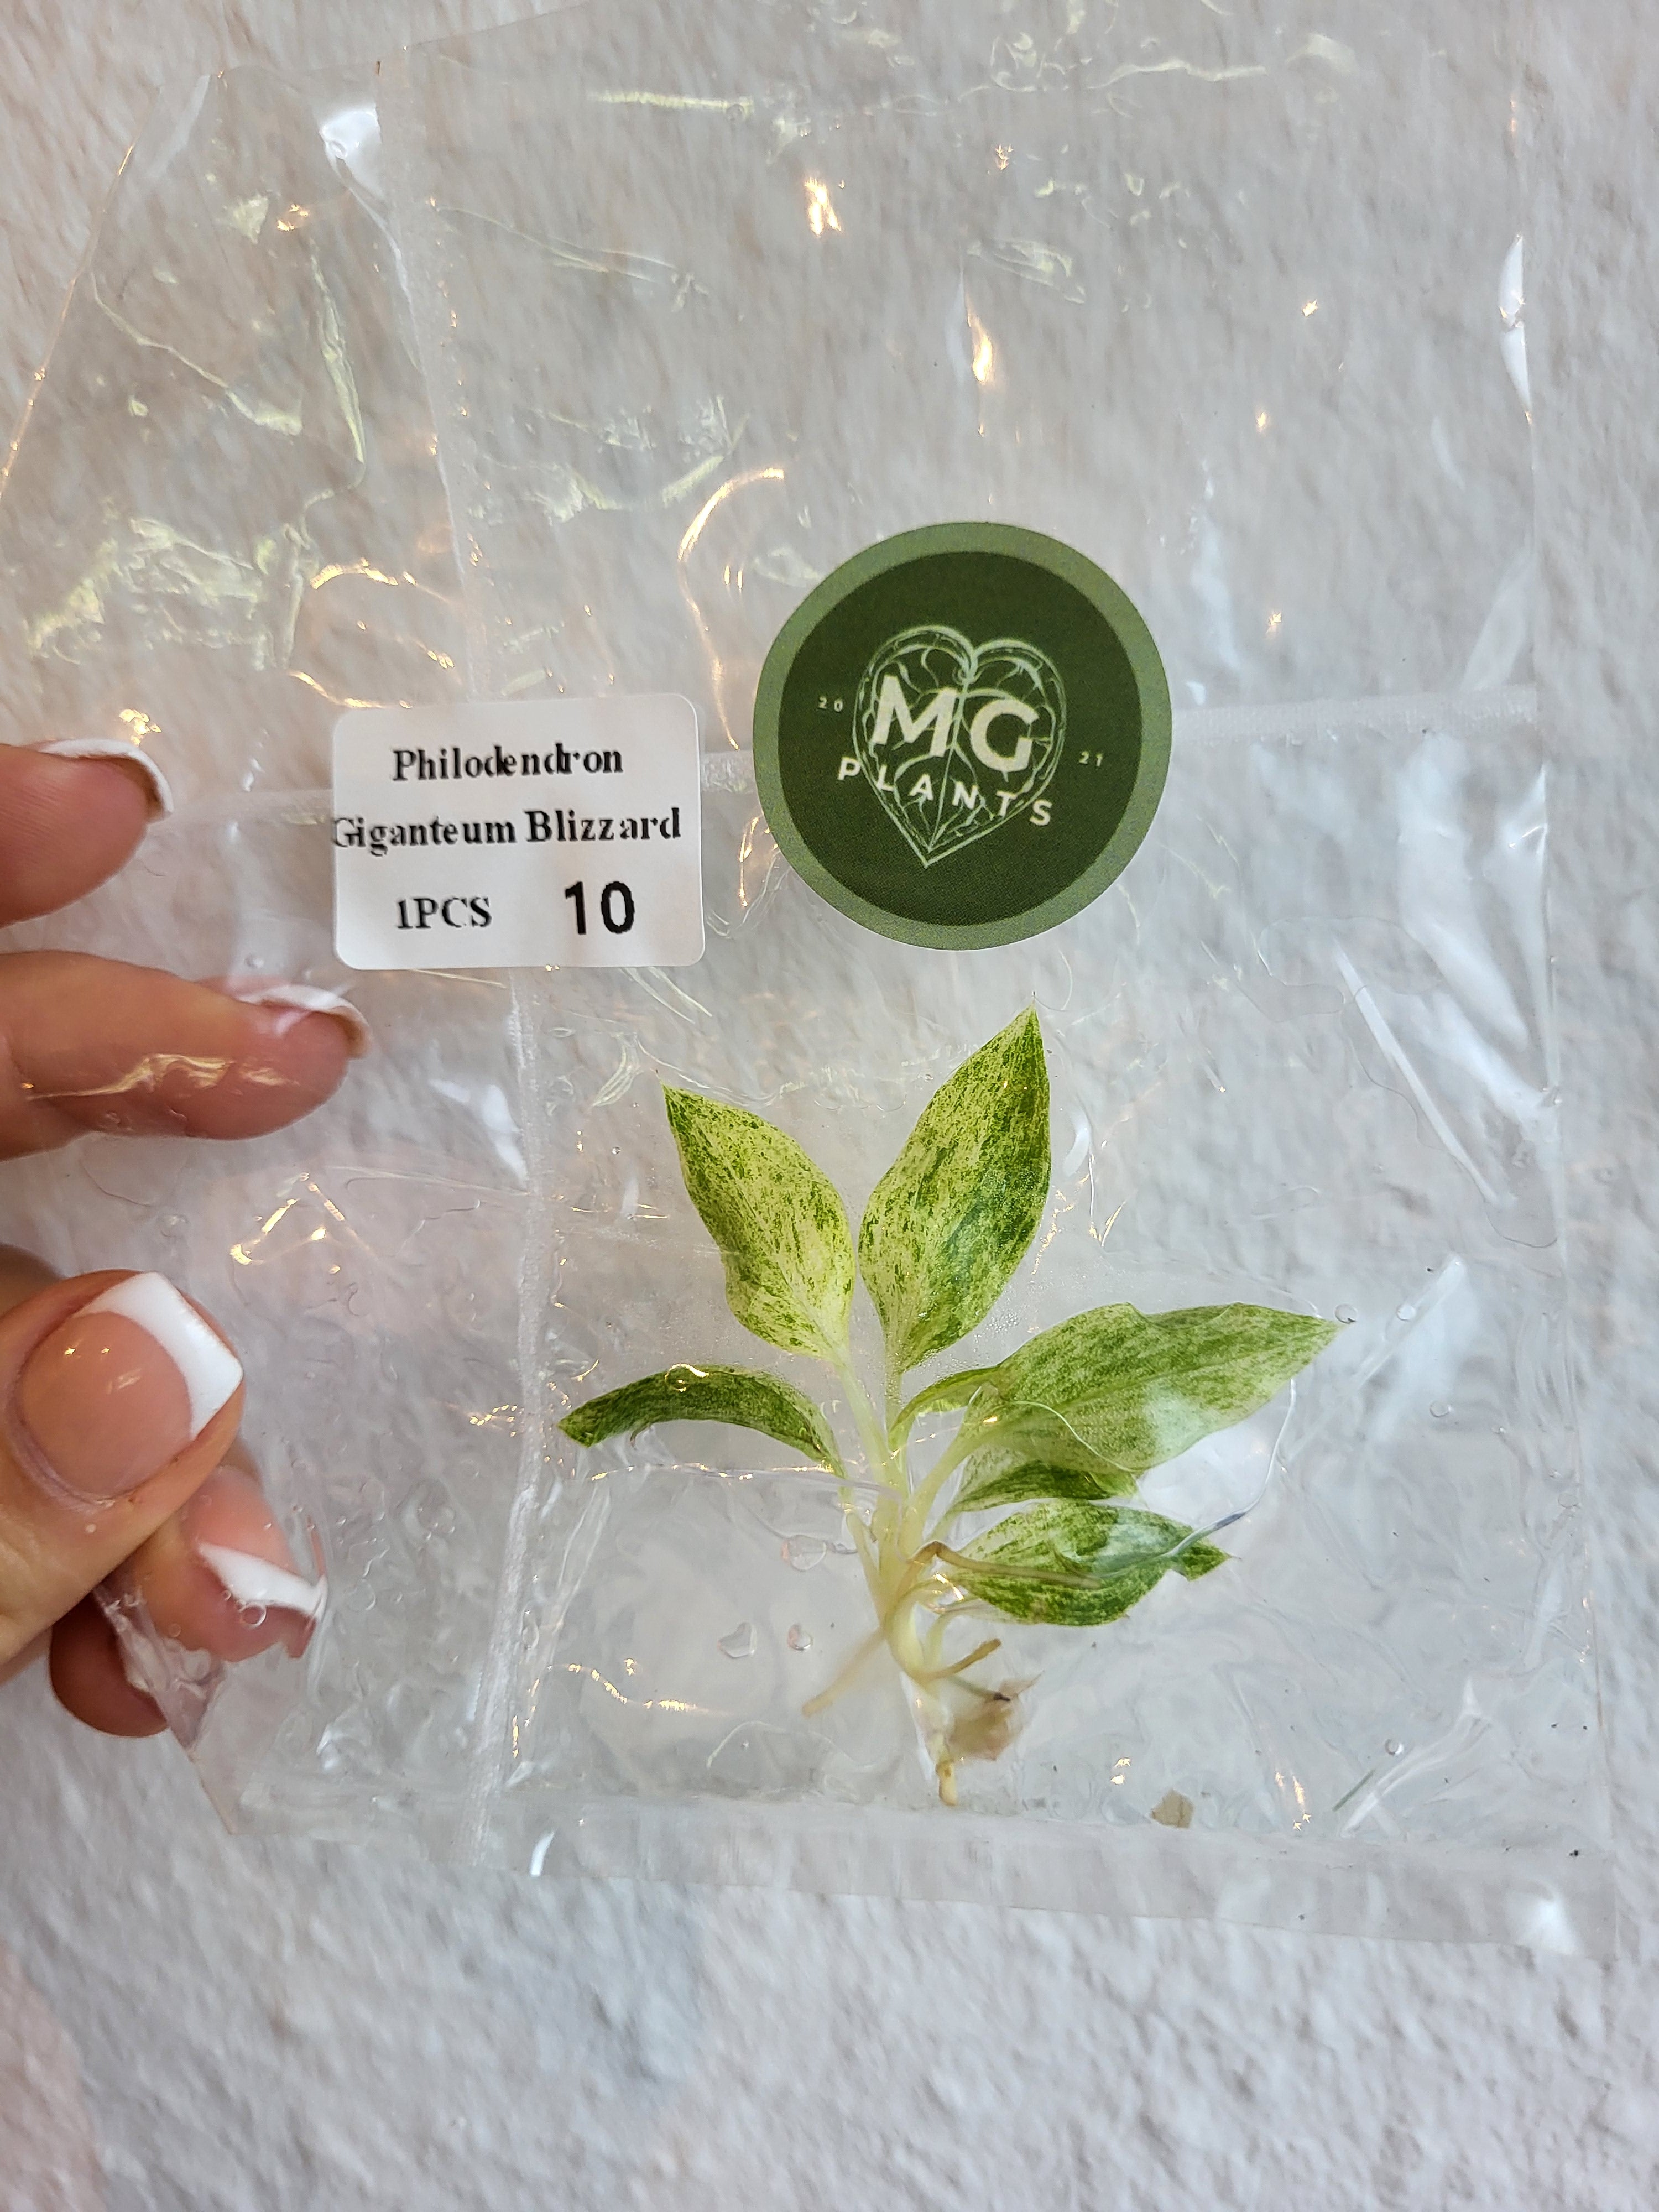 Philodendron
Giganteum Blizzard
1PCS 10
20 MG 21
PLANTS